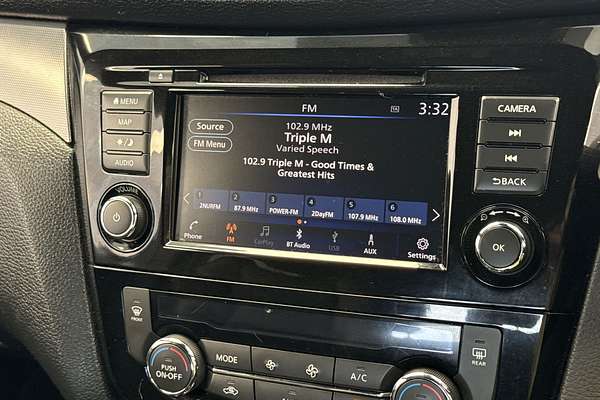 FM
TA
3:32
MENU
MAP
AUDIO
VOLUME
Source
FM Menu
102.9 MHz
Triple M
Varied Speech
102.9 Triple M - Good Times &
Greatest Hits
1
2NURFM
2
87.9 MHz
3
POWER-FM
4
2DayFM
5
107.9 MHz
6
108.0 MHz
Phone
FM
CarPlay
BT Audio
USB
AUX
Settings
CAMERA
BACK
OK
FRONT
PUSH
ON•OFF
MODE
A/C
REAR